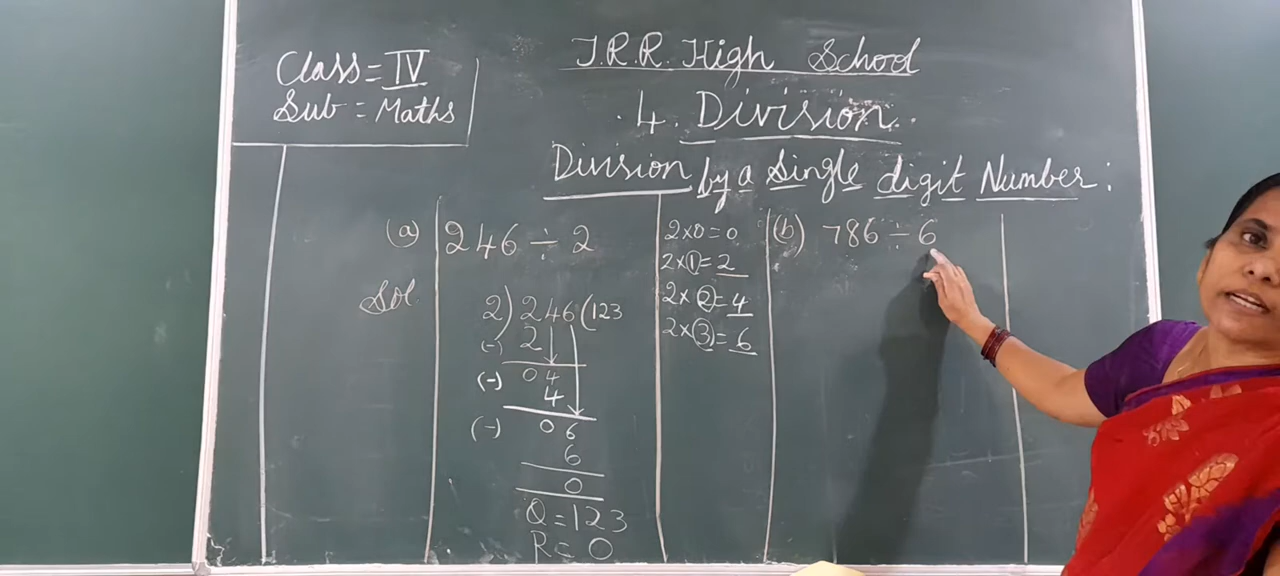 Class = IV
Sub = Maths
T.R.R. High School
4. Division
Division by a Single digit Number:
(a) 246 ÷ 2
Sol.
2) 246 (123
(-) 2
04
(-) 4
(-) 06
6
0
Q = 123
R = 0
2 × 0 = 0
2 × 1 = 2
2 × 2 = 4
2 × 3 = 6
(b) 786 ÷ 6